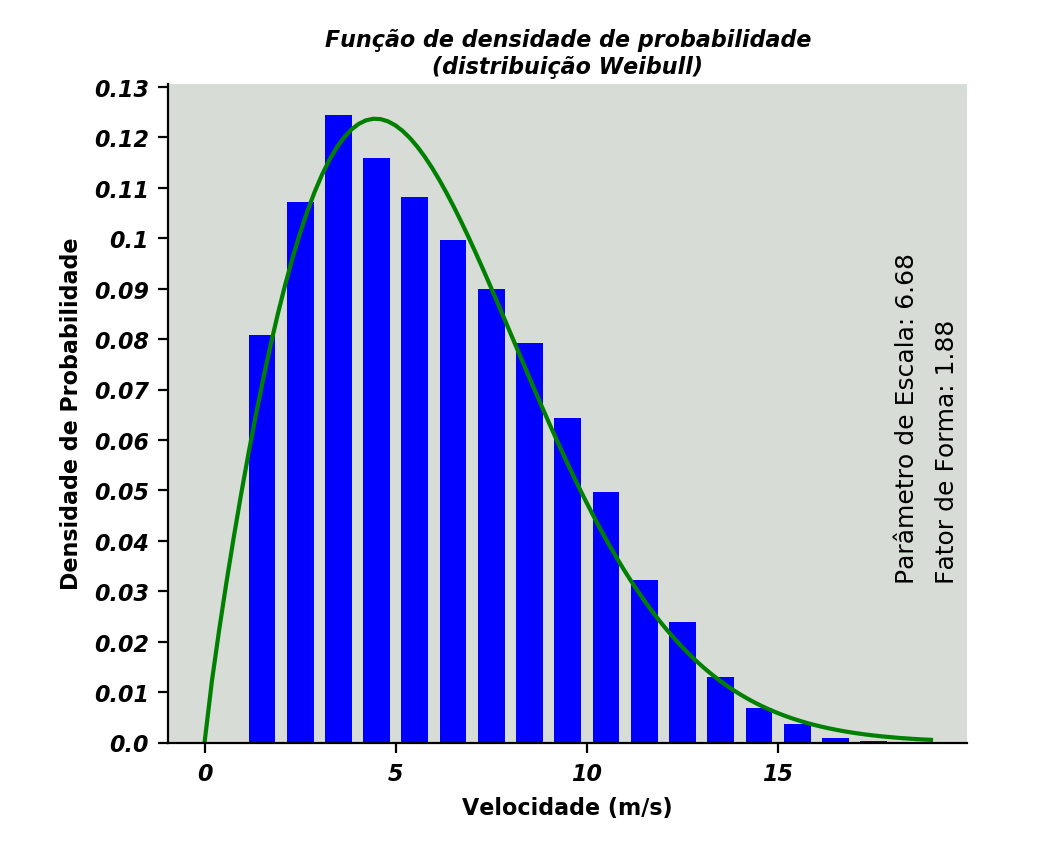 Função de densidade de probabilidade
(distribuição Weibull)
0.13
0.12
0.11
0.1
0.09
0.08
0.07
0.06
0.05
0.04
0.03
0.02
0.01
0.0
Densidade de Probabilidade
Parâmetro de Escala: 6.68
Fator de Forma: 1.88
0 5 10 15
Velocidade (m/s)